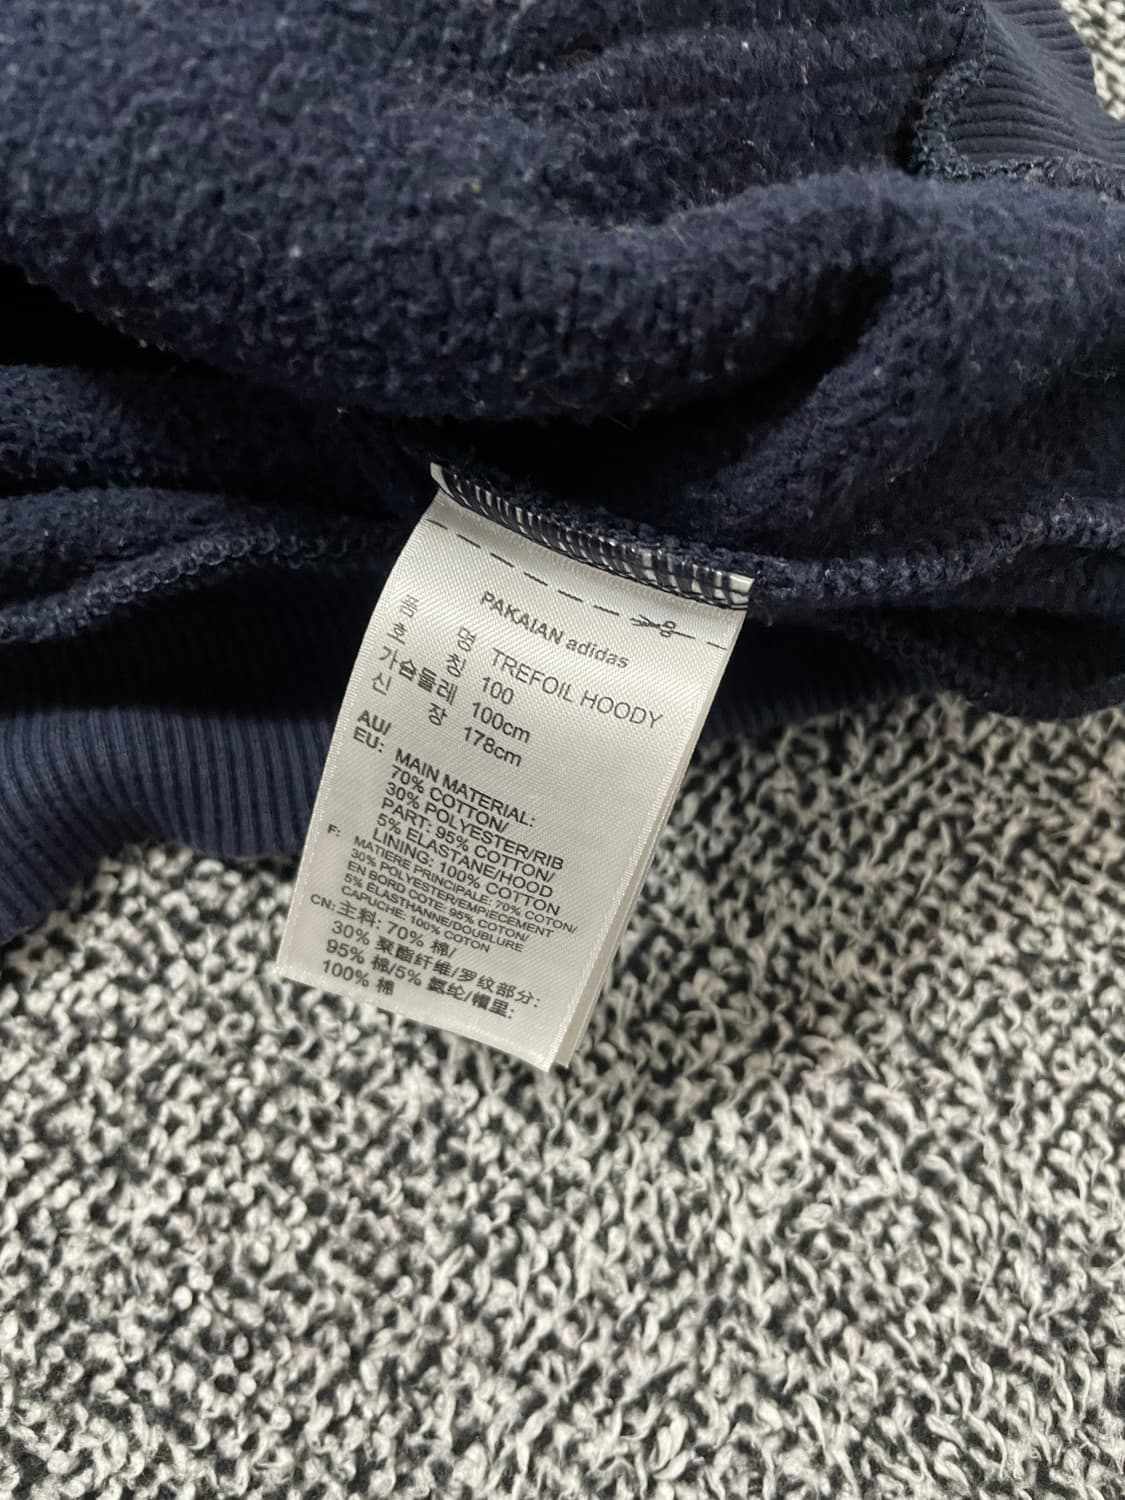 PAKAIAN adidas
품 명 TREFOIL HOODY
호 칭 100
가슴둘레 100cm
신 장 178cm
AU/
EU: MAIN MATERIAL:
70% COTTON/
30% POLYESTER/RIB
PART: 95% COTTON/
5% ELASTANE/HOOD
LINING: 100% COTTON
F: MATIERE PRINCIPALE: 70% COTON/
30% POLYESTER/EMPIECEMENT
EN BORD COTE: 95% COTON/
5% ELASTHANNE/DOUBLURE
CAPUCHE: 100% COTON
CN: 主料: 70% 棉/
30% 聚酯纤维/罗纹部分:
95% 棉/5% 氨纶/帽里:
100% 棉